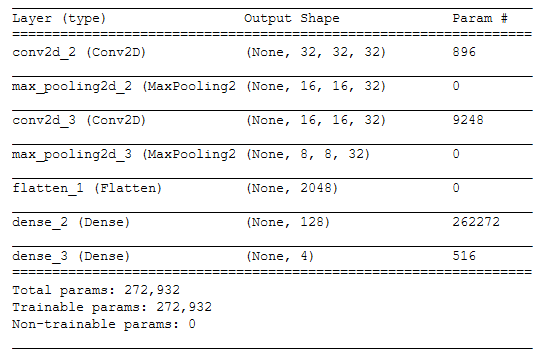 Layer (type) Output Shape Param #
conv2d_2 (Conv2D) (None, 32, 32, 32) 896
max_pooling2d_2 (MaxPooling2 (None, 16, 16, 32) 0
conv2d_3 (Conv2D) (None, 16, 16, 32) 9248
max_pooling2d_3 (MaxPooling2 (None, 8, 8, 32) 0
flatten_1 (Flatten) (None, 2048) 0
dense_2 (Dense) (None, 128) 262272
dense_3 (Dense) (None, 4) 516
Total params: 272,932
Trainable params: 272,932
Non-trainable params: 0